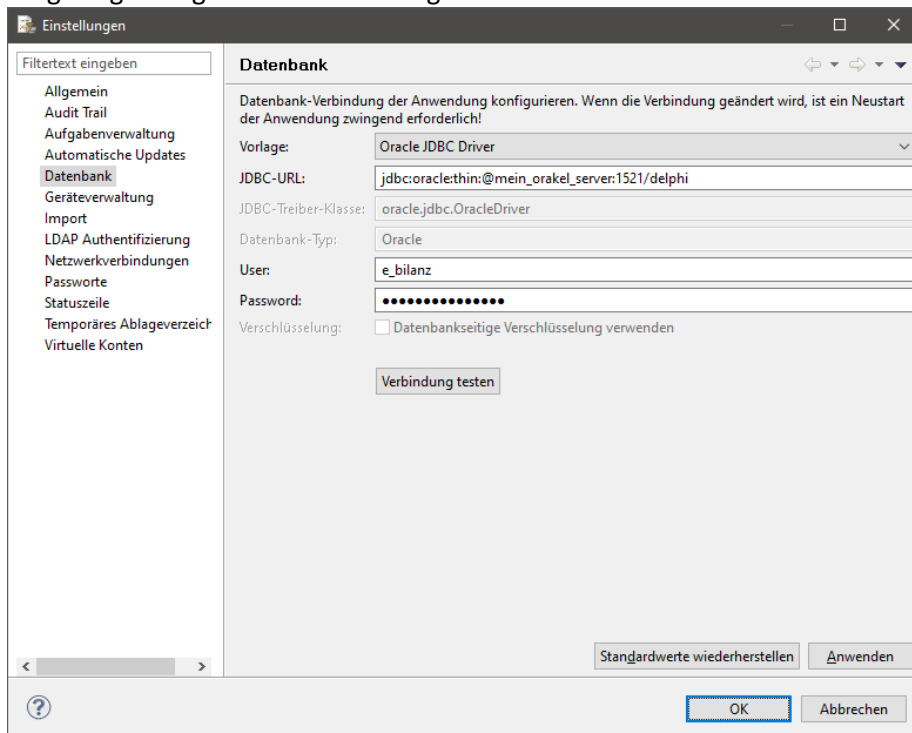 Einstellungen
Filtertext eingeben
Allgemein
Audit Trail
Aufgabenverwaltung
Automatische Updates
Datenbank
Geräteverwaltung
Import
LDAP Authentifizierung
Netzwerkverbindungen
Passworte
Statuszeile
Temporäres Ablageverzeich
Virtuelle Konten
Datenbank
Datenbank-Verbindung der Anwendung konfigurieren. Wenn die Verbindung geändert wird, ist ein Neustart
der Anwendung zwingend erforderlich!
Vorlage: Oracle JDBC Driver
JDBC-URL: jdbc:oracle:thin:@mein_orakel_server:1521/delphi
JDBC-Treiber-Klasse: oracle.jdbc.OracleDriver
Datenbank-Typ: Oracle
User: e_bilanz
Password: ●●●●●●●●●●●●●●●
Verschlüsselung: Datenbankseitige Verschlüsselung verwenden
Verbindung testen
Standardwerte wiederherstellen Anwenden
OK Abbrechen